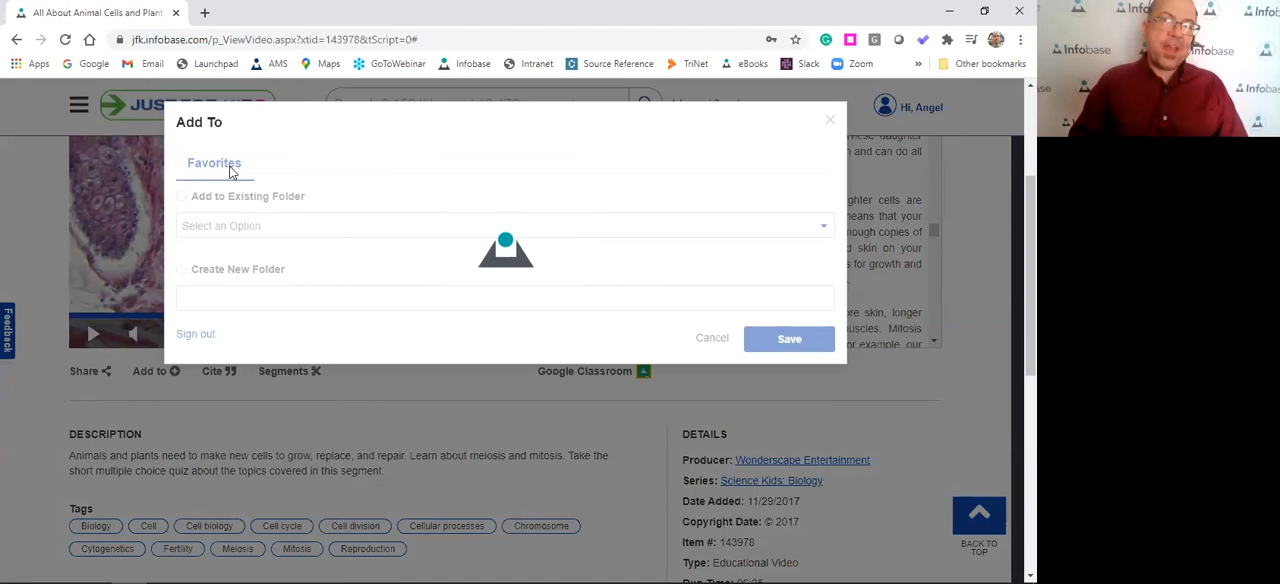 All About Animal Cells and Plant
jfk.infobase.com/p_ViewVideo.aspx?xtid=143978&tScript=0#
Apps Google Email Launchpad AMS Maps GoToWebinar Infobase Intranet Source Reference TriNet eBooks Slack Zoom » Other bookmarks
Infobase
Hi, Angel
Add To
Favorites
Add to Existing Folder
Select an Option
Create New Folder
Sign out
Cancel
Save
and can do all
ghter cells are
means that your
nough copies of
d skin on your
s for growth and
re skin, longer
muscles. Mitosis
or example, our
Feedback
Share
Add to
Cite
Segments
Google Classroom
DESCRIPTION
Animals and plants need to make new cells to grow, replace, and repair. Learn about meiosis and mitosis. Take the
short multiple choice quiz about the topics covered in this segment.
Tags
Biology Cell Cell biology Cell cycle Cell division Cellular processes Chromosome
Cytogenetics Fertility Meiosis Mitosis Reproduction
DETAILS
Producer: Wonderscape Entertainment
Series: Science Kids: Biology
Date Added: 11/29/2017
Copyright Date: © 2017
Item #: 143978
Type: Educational Video
BACK TO
TOP